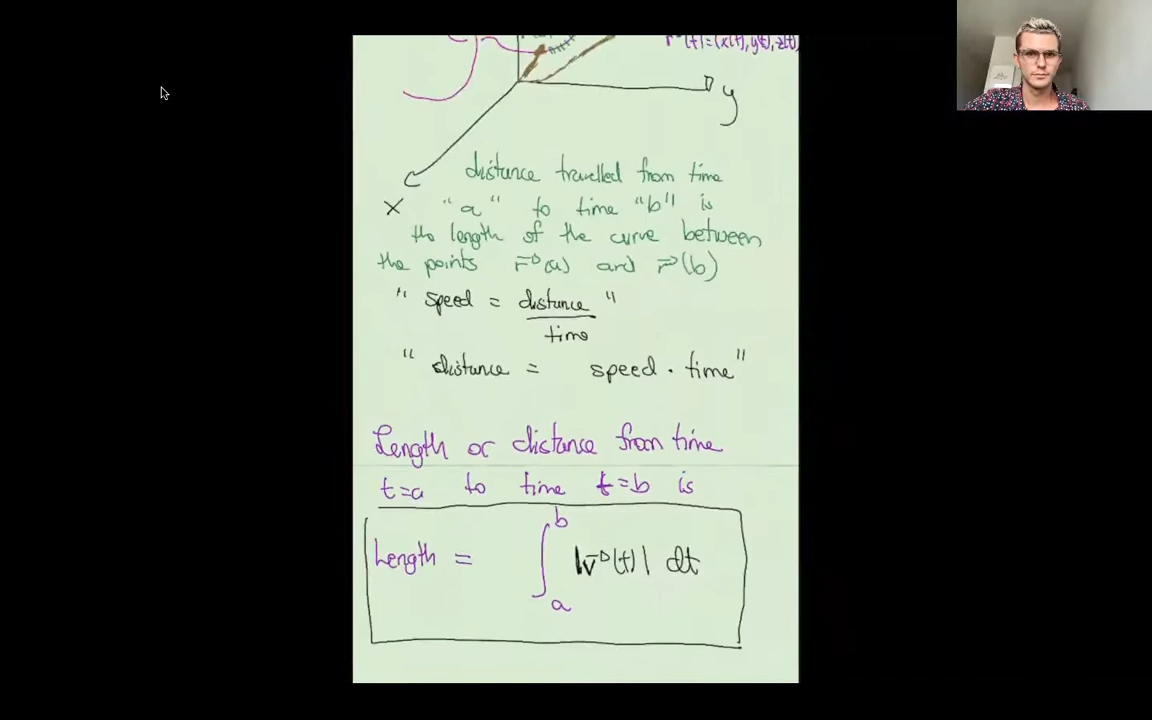 r⃗(t)=(x(t), y(t), z(t))
y
x
distance travelled from time
"a" to time "b" is
the length of the curve between
the points r⃗(a) and r⃗(b)
"speed = distance"
time
"distance = speed · time"
Length or distance from time
t=a to time t=b is
b
Length = ∫ |v⃗(t)| dt
a